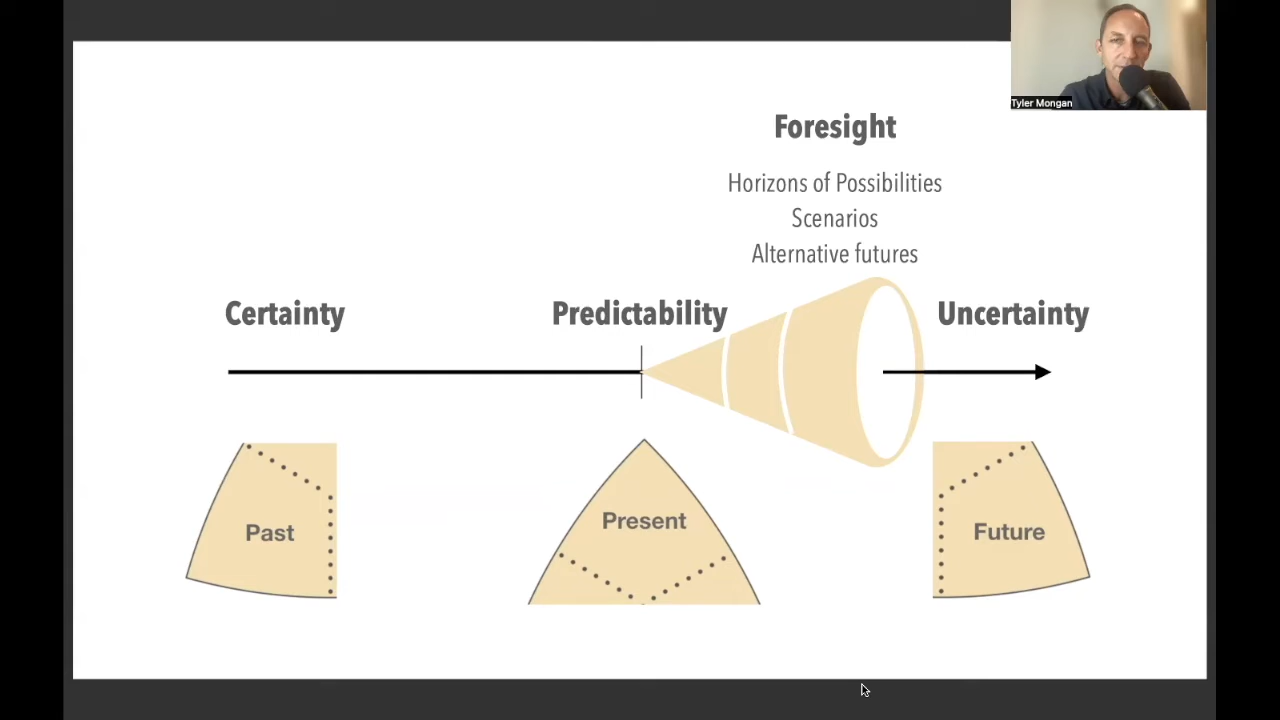 Tyler Mongan
Foresight
Horizons of Possibilities
Scenarios
Alternative futures
Certainty
Predictability
Uncertainty
Past
Present
Future